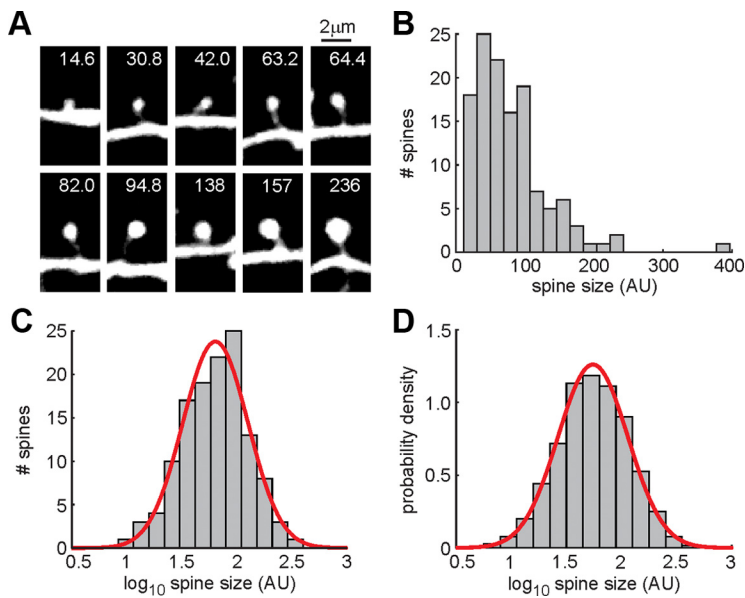 A
2μm
14.6 30.8 42.0 63.2 64.4
82.0 94.8 138 157 236
B
25
20
15
10
5
0
# spines
0 100 200 300 400
spine size (AU)
C
25
20
15
10
5
0
# spines
0.5 1 1.5 2 2.5 3
log10 spine size (AU)
D
1.5
1.0
0.5
0
probability density
0.5 1 1.5 2 2.5 3
log10 spine size (AU)